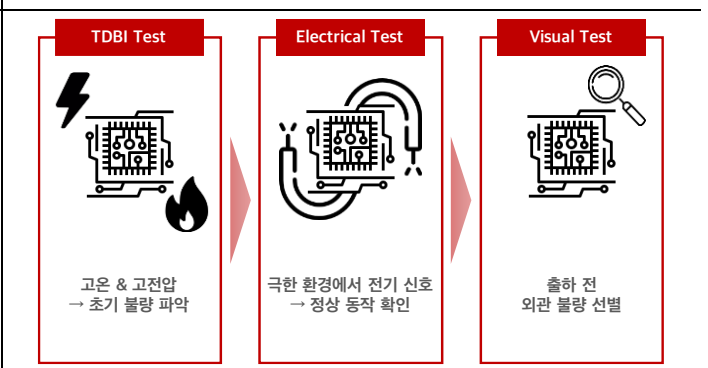 TDBI Test
고온 & 고전압
→ 초기 불량 파악
Electrical Test
극한 환경에서 전기 신호
→ 정상 동작 확인
Visual Test
출하 전
외관 불량 선별